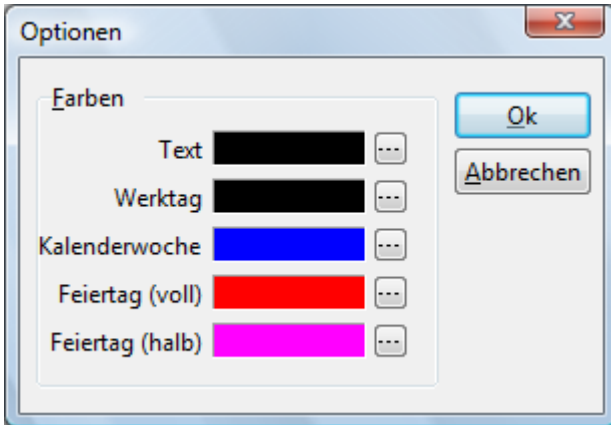 Optionen
Farben
Text ...
Werktag ...
Kalenderwoche ...
Feiertag (voll) ...
Feiertag (halb) ...
Ok
Abbrechen